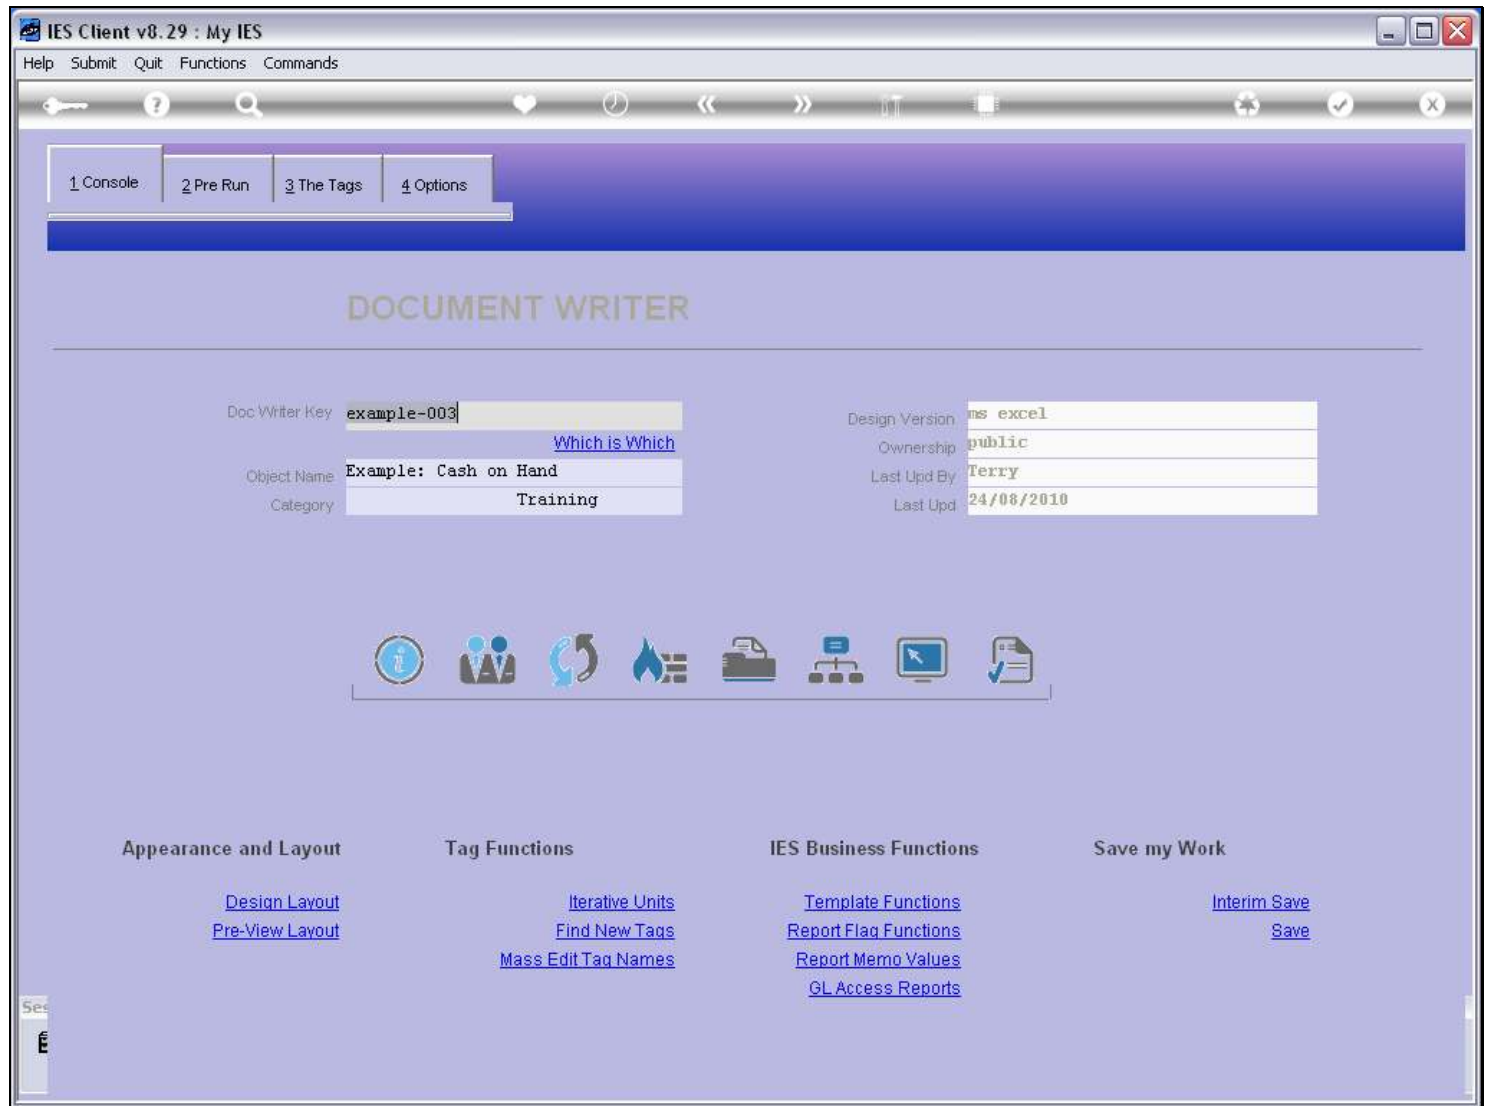 IES Client v8.29 : My IES
Help Submit Quit Functions Commands
1 Console 2 Pre Run 3 The Tags 4 Options
DOCUMENT WRITER
Doc Writer Key example-003
Which is Which
Object Name Example: Cash on Hand
Category Training
Design Version ms excel
Ownership public
Last Upd By Terry
Last Upd 24/08/2010
Appearance and Layout
Design Layout
Pre-View Layout
Tag Functions
Iterative Units
Find New Tags
Mass Edit Tag Names
IES Business Functions
Template Functions
Report Flag Functions
Report Memo Values
GL Access Reports
Save my Work
Interim Save
Save